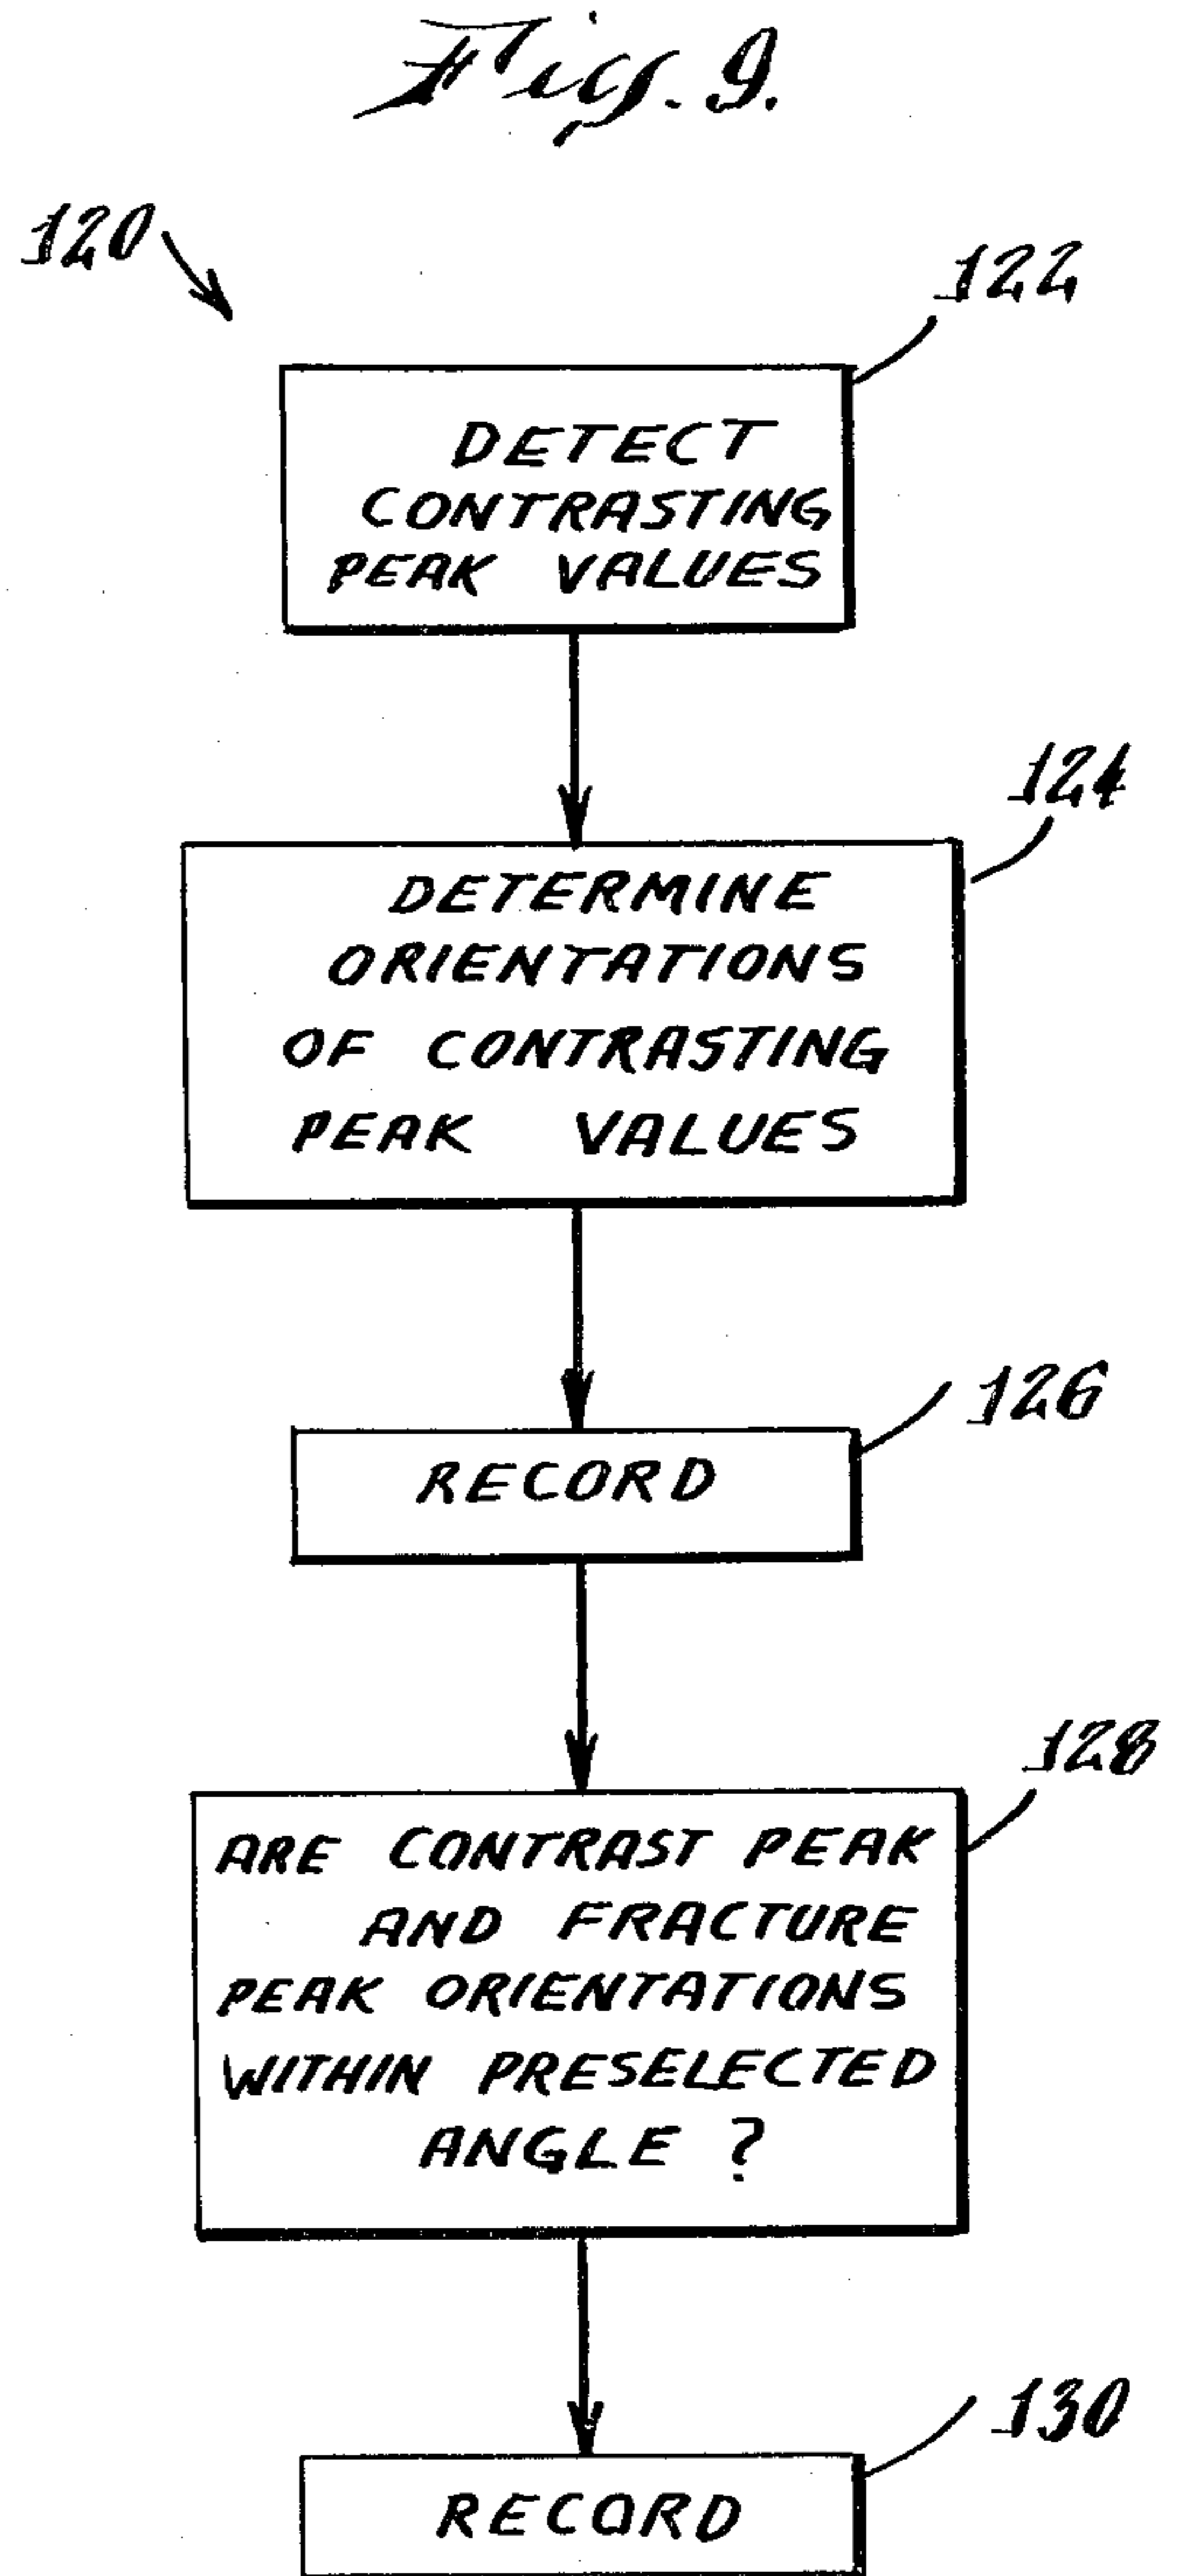 Fig. 9.
120
122
DETECT
CONTRASTING
PEAK VALUES
124
DETERMINE
ORIENTATIONS
OF CONTRASTING
PEAK VALUES
126
RECORD
128
ARE CONTRAST PEAK
AND FRACTURE
PEAK ORIENTATIONS
WITHIN PRESELECTED
ANGLE ?
130
RECORD